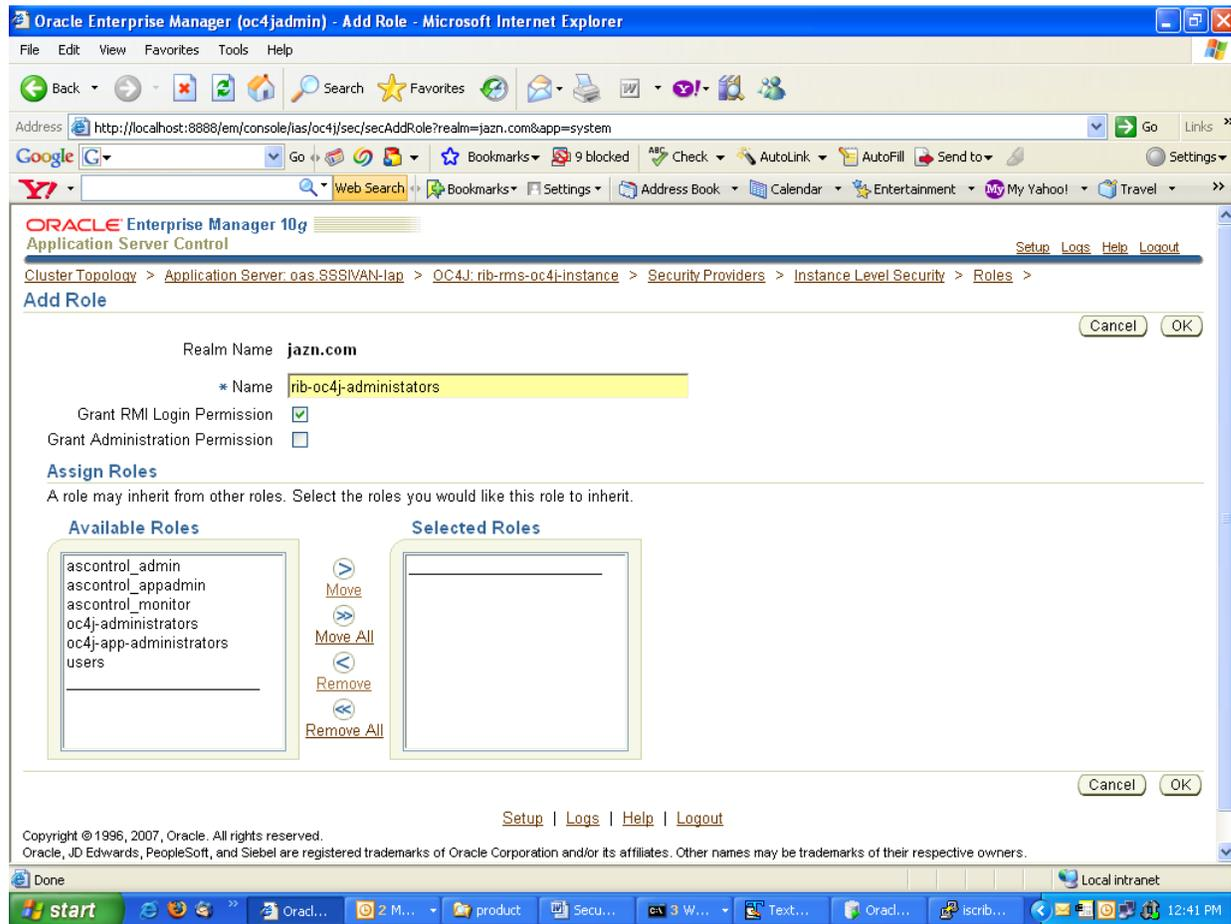 Oracle Enterprise Manager (oc4jadmin) - Add Role - Microsoft Internet Explorer
File Edit View Favorites Tools Help
Back Search Favorites
Address http://localhost:8888/em/console/ias/oc4j/sec/secAddRole?realm=jazn.com&app=system Go Links »
Google G Go Bookmarks 9 blocked ABC Check AutoLink AutoFill Send to Settings
Y! Web Search Bookmarks Settings Address Book Calendar Entertainment My Yahoo! Travel »
ORACLE Enterprise Manager 10g
Application Server Control
Setup Logs Help Logout
Cluster Topology > Application Server: oas.SSSIVAN-lap > OC4J: rib-rms-oc4j-instance > Security Providers > Instance Level Security > Roles >
Add Role
Cancel OK
Realm Name jazn.com
* Name rib-oc4j-administators
Grant RMI Login Permission
Grant Administration Permission
Assign Roles
A role may inherit from other roles. Select the roles you would like this role to inherit.
Available Roles
ascontrol_admin
ascontrol_appadmin
ascontrol_monitor
oc4j-administrators
oc4j-app-administrators
users
Move
Move All
Remove
Remove All
Selected Roles
Cancel OK
Setup | Logs | Help | Logout
Copyright © 1996, 2007, Oracle. All rights reserved.
Oracle, JD Edwards, PeopleSoft, and Siebel are registered trademarks of Oracle Corporation and/or its affiliates. Other names may be trademarks of their respective owners.
Done Local intranet
start » Oracl... 2 M... product Secu... 3 W... Text... Oracl... iscrib... 12:41 PM